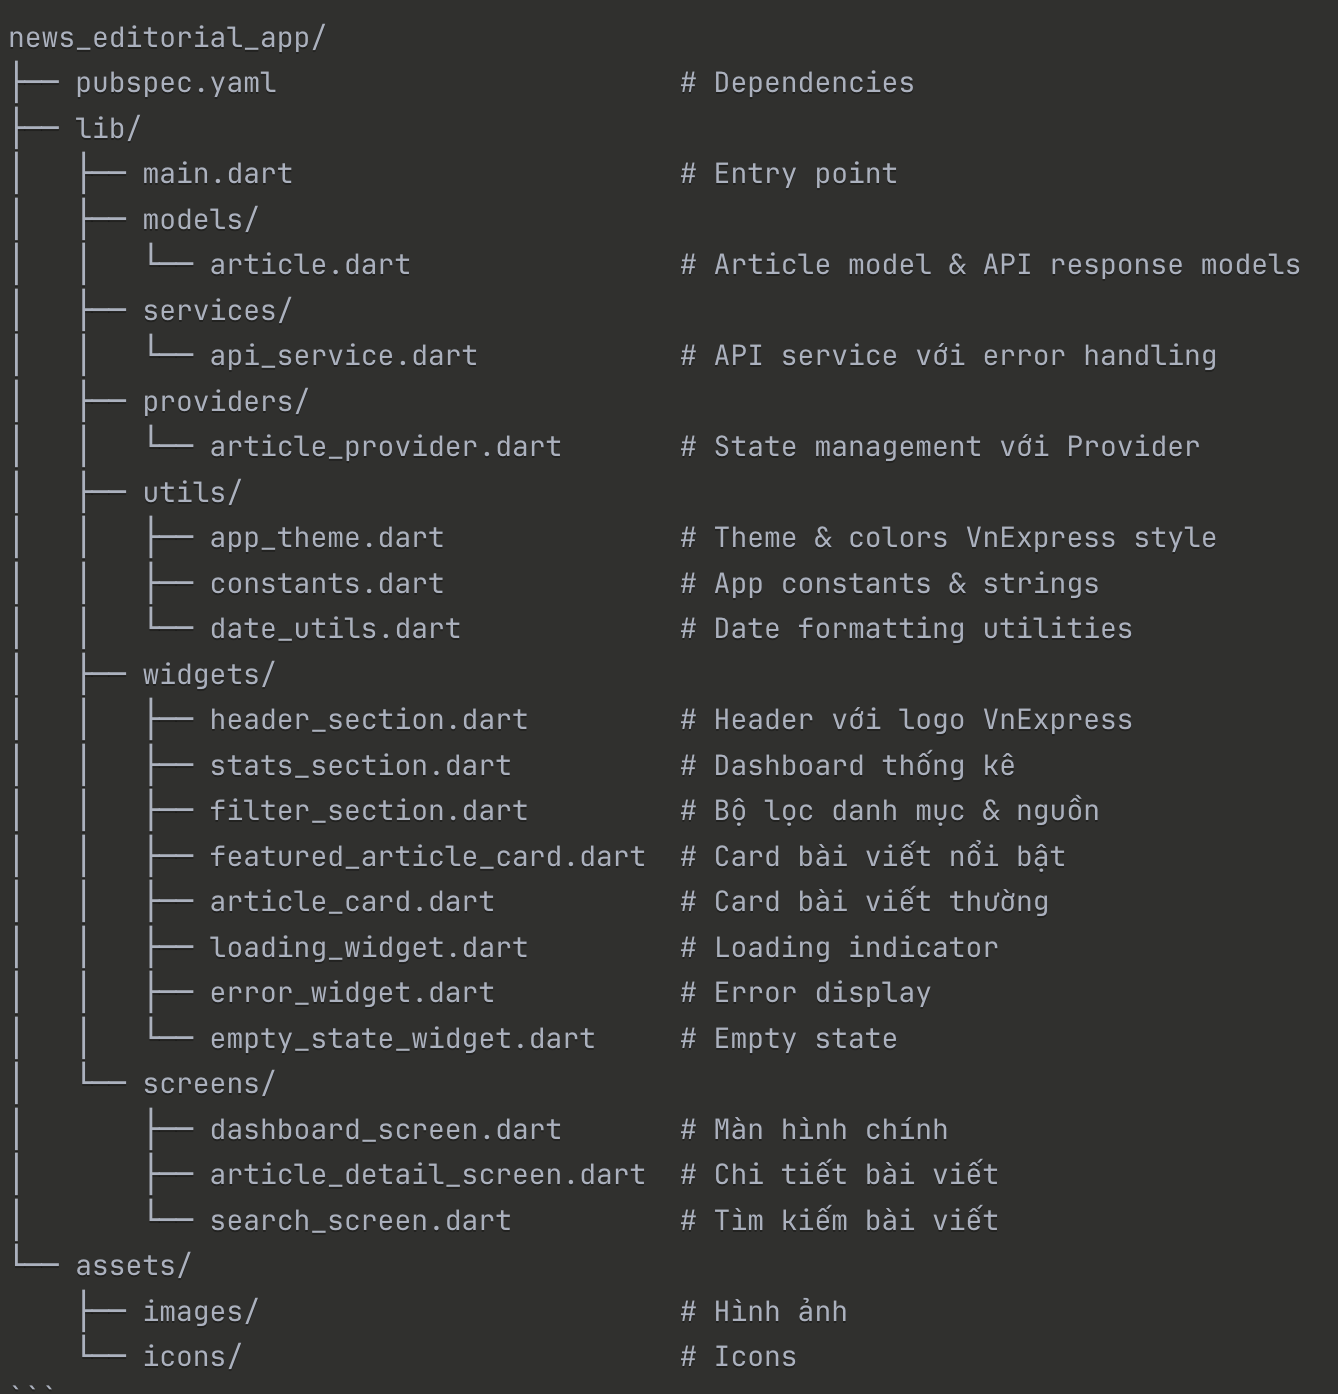 news_editorial_app/
├── pubspec.yaml                        # Dependencies
├── lib/
│   ├── main.dart                       # Entry point
│   ├── models/
│   │   └── article.dart                # Article model & API response models
│   ├── services/
│   │   └── api_service.dart            # API service với error handling
│   ├── providers/
│   │   └── article_provider.dart       # State management với Provider
│   ├── utils/
│   │   ├── app_theme.dart              # Theme & colors VnExpress style
│   │   ├── constants.dart              # App constants & strings
│   │   └── date_utils.dart             # Date formatting utilities
│   ├── widgets/
│   │   ├── header_section.dart         # Header với logo VnExpress
│   │   ├── stats_section.dart          # Dashboard thống kê
│   │   ├── filter_section.dart         # Bộ lọc danh mục & nguồn
│   │   ├── featured_article_card.dart  # Card bài viết nổi bật
│   │   ├── article_card.dart           # Card bài viết thường
│   │   ├── loading_widget.dart         # Loading indicator
│   │   ├── error_widget.dart           # Error display
│   │   └── empty_state_widget.dart     # Empty state
│   └── screens/
│       ├── dashboard_screen.dart       # Màn hình chính
│       ├── article_detail_screen.dart  # Chi tiết bài viết
│       └── search_screen.dart          # Tìm kiếm bài viết
└── assets/
    ├── images/                         # Hình ảnh
    └── icons/                          # Icons
```